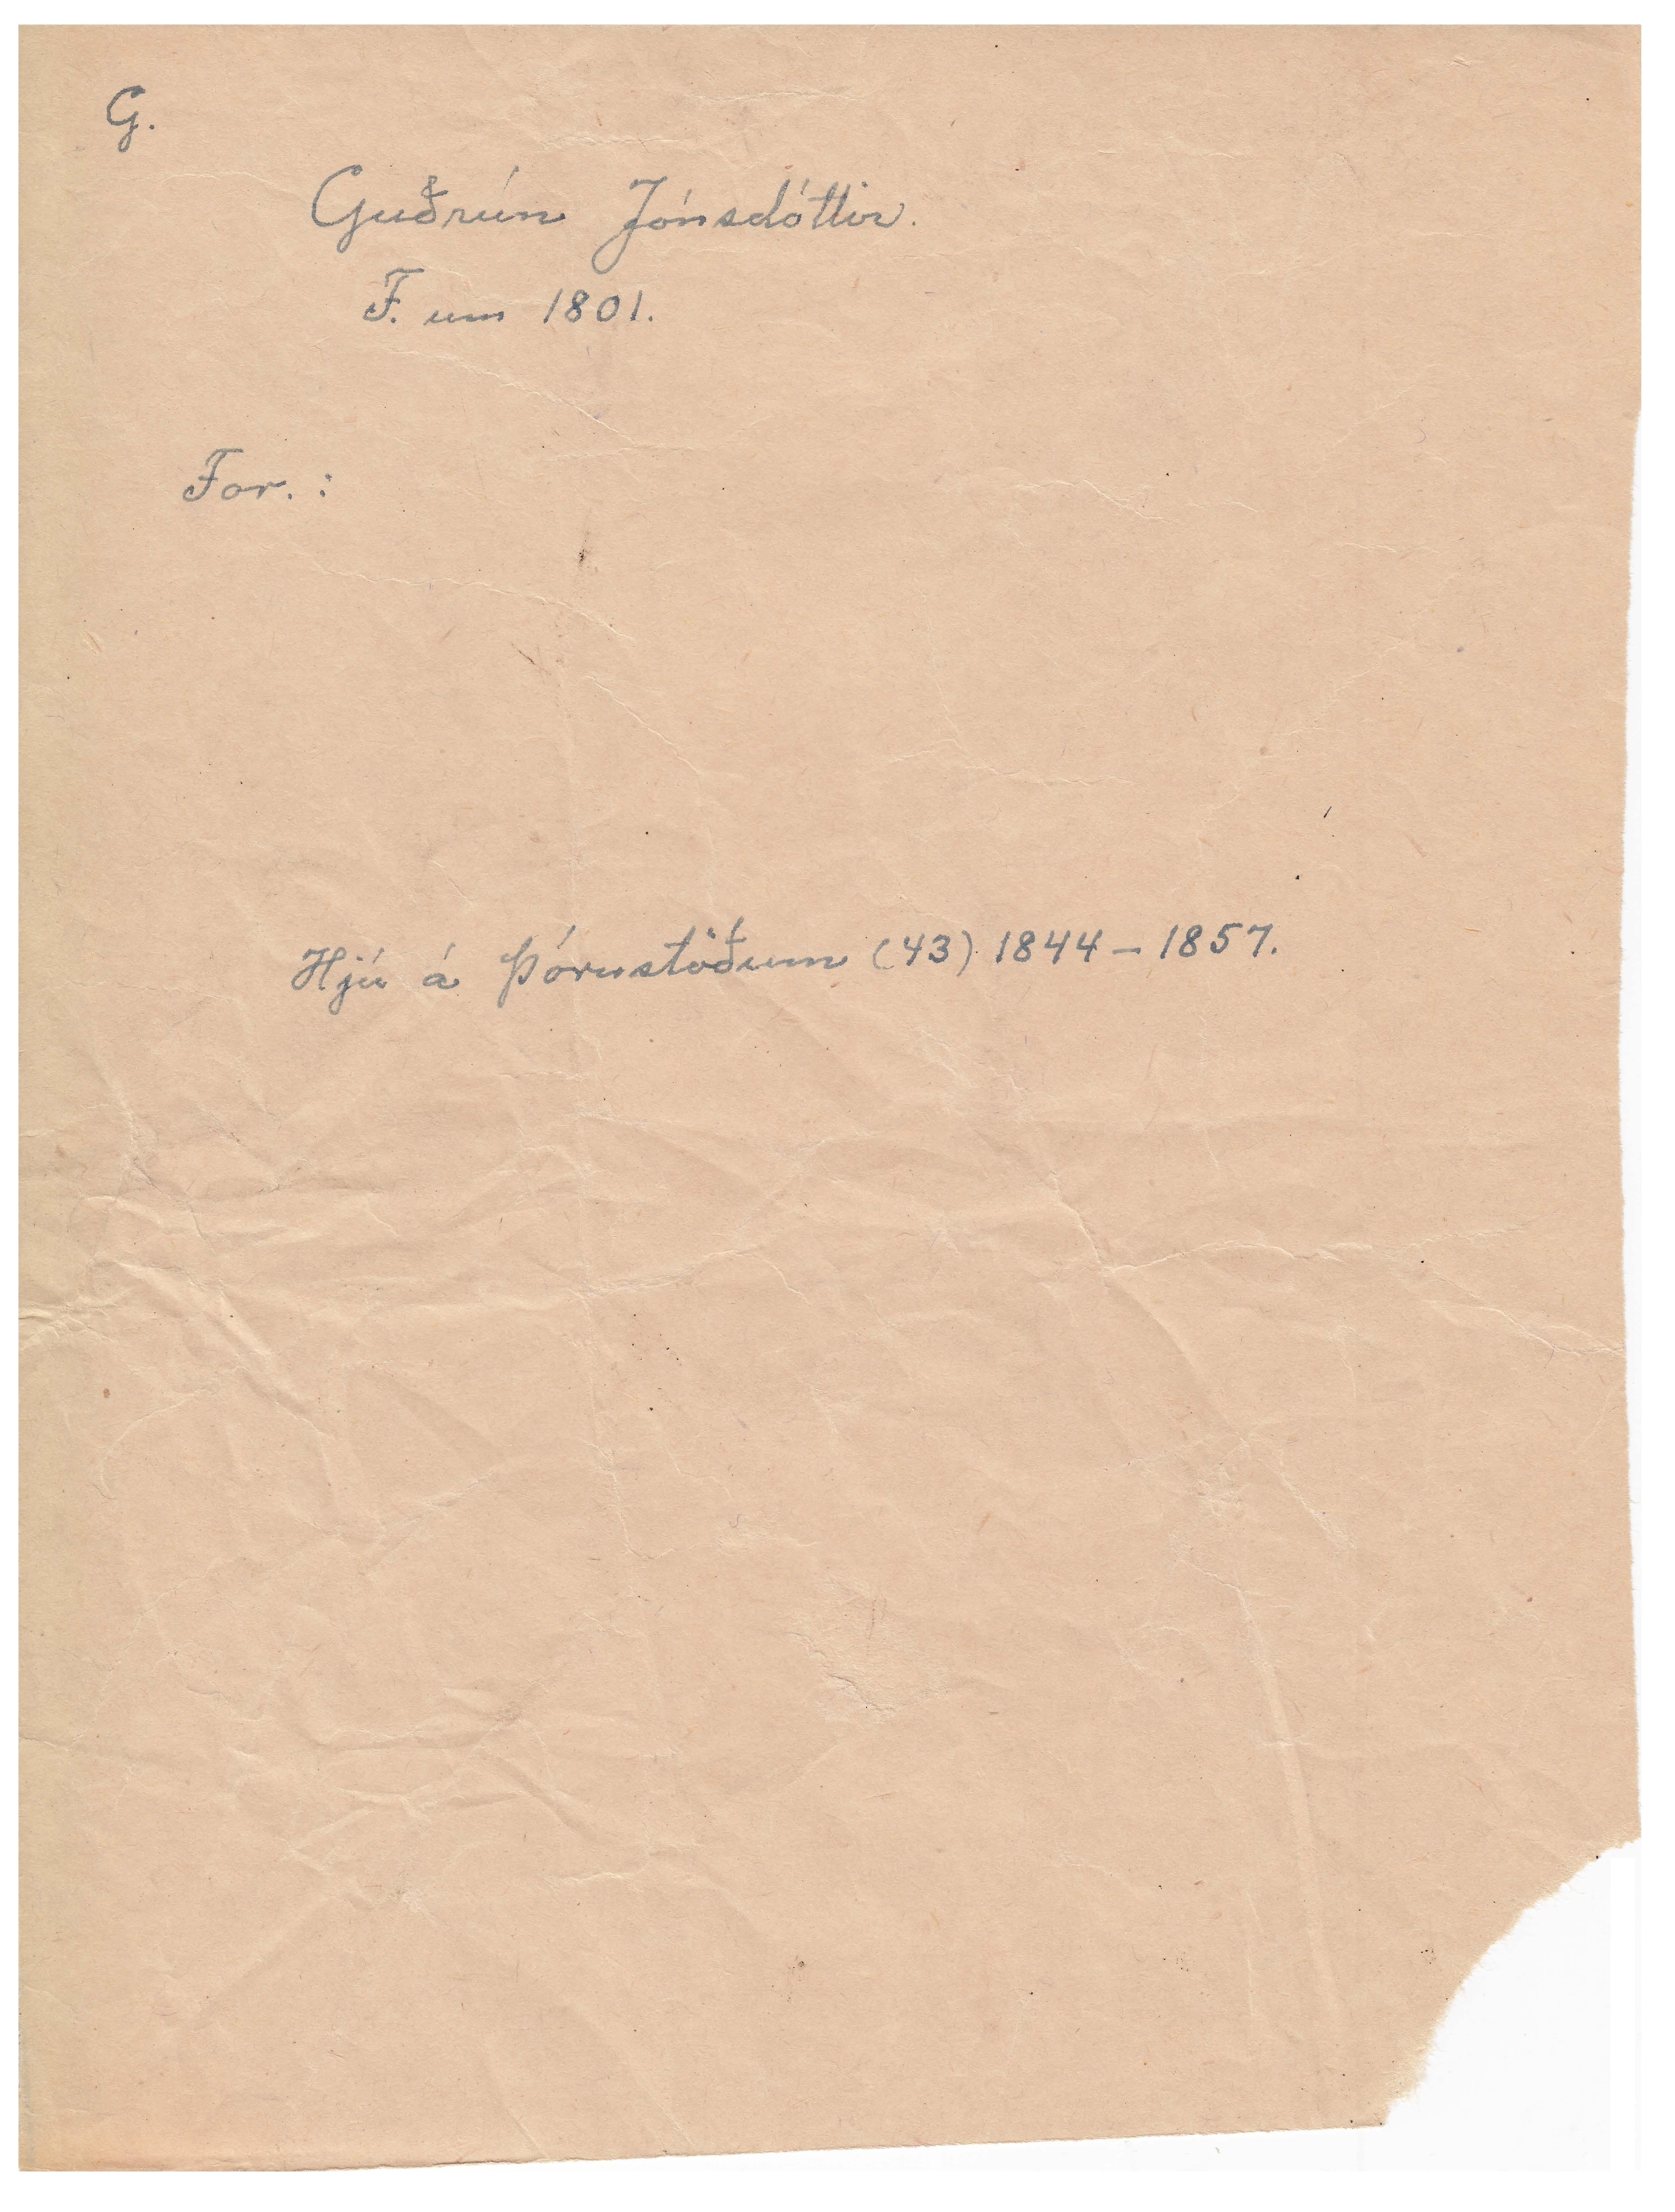 G.
Guðrún Jónsdóttir.
F. um 1801.
For. :
Hjú á Þórustöðum (43) 1844 – 1857.